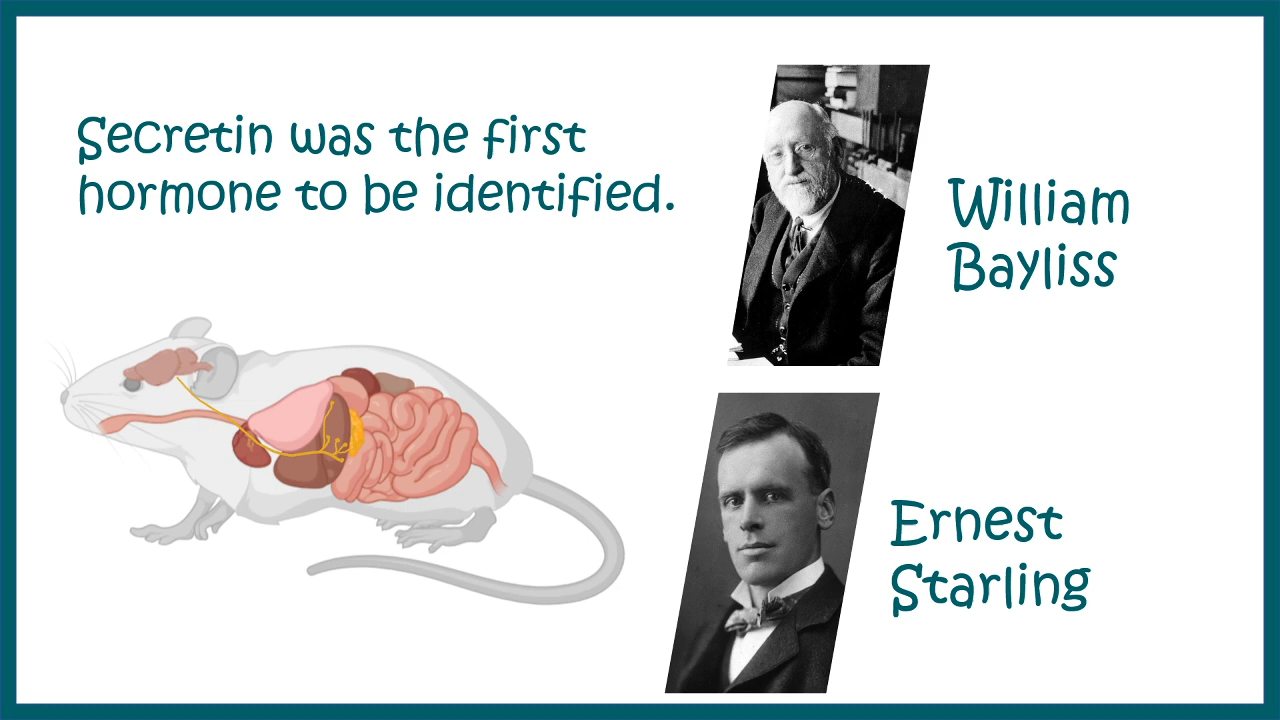 Secretin was the first
hormone to be identified.
William
Bayliss
Ernest
Starling